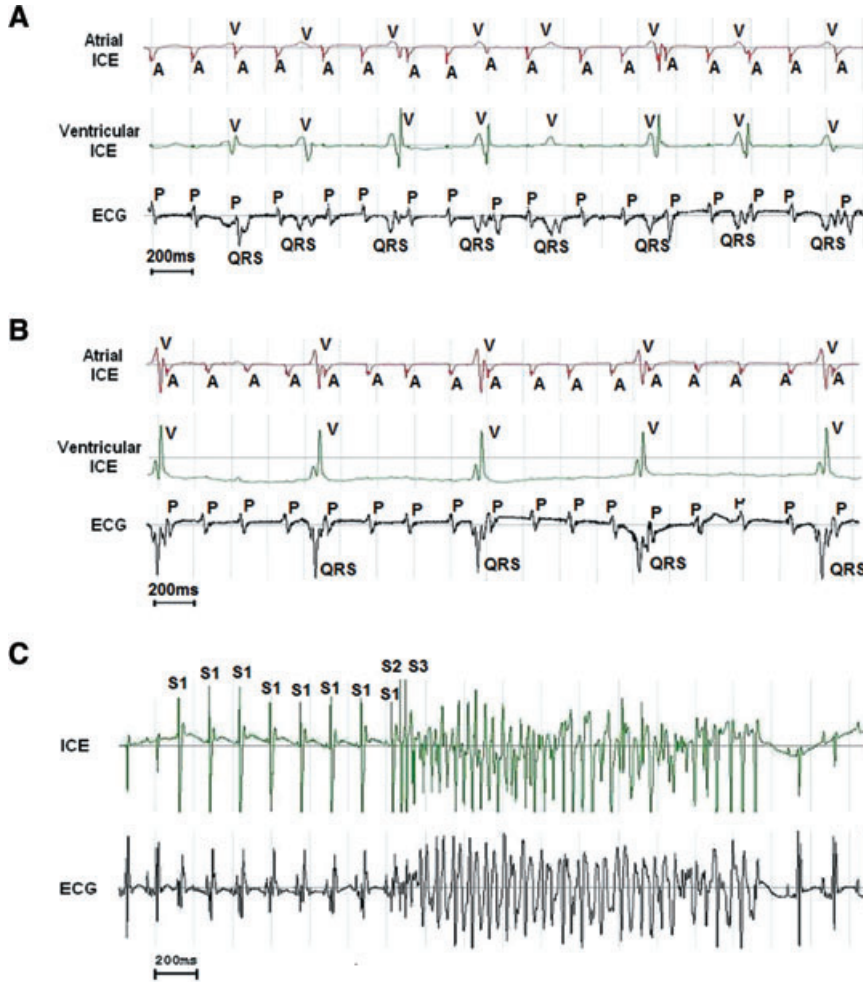 A
V V V V V V V V
Atrial
ICE
A A A A A A A A A A A A A A A A A
V V V V V V V V
Ventricular
ICE
P P P P P P P P P P P P P P P P P
ECG
QRS QRS QRS QRS QRS QRS QRS QRS
200ms
B
V V V V V
Atrial
ICE
A A A A A A A A A A A A A A A A A
V V V V V
Ventricular
ICE
P P P P P P P P P P P P P P P P P
ECG
QRS QRS QRS QRS
200ms
C
S1 S1 S1 S1 S1 S1 S1 S1 S2 S3
ICE
ECG
200ms